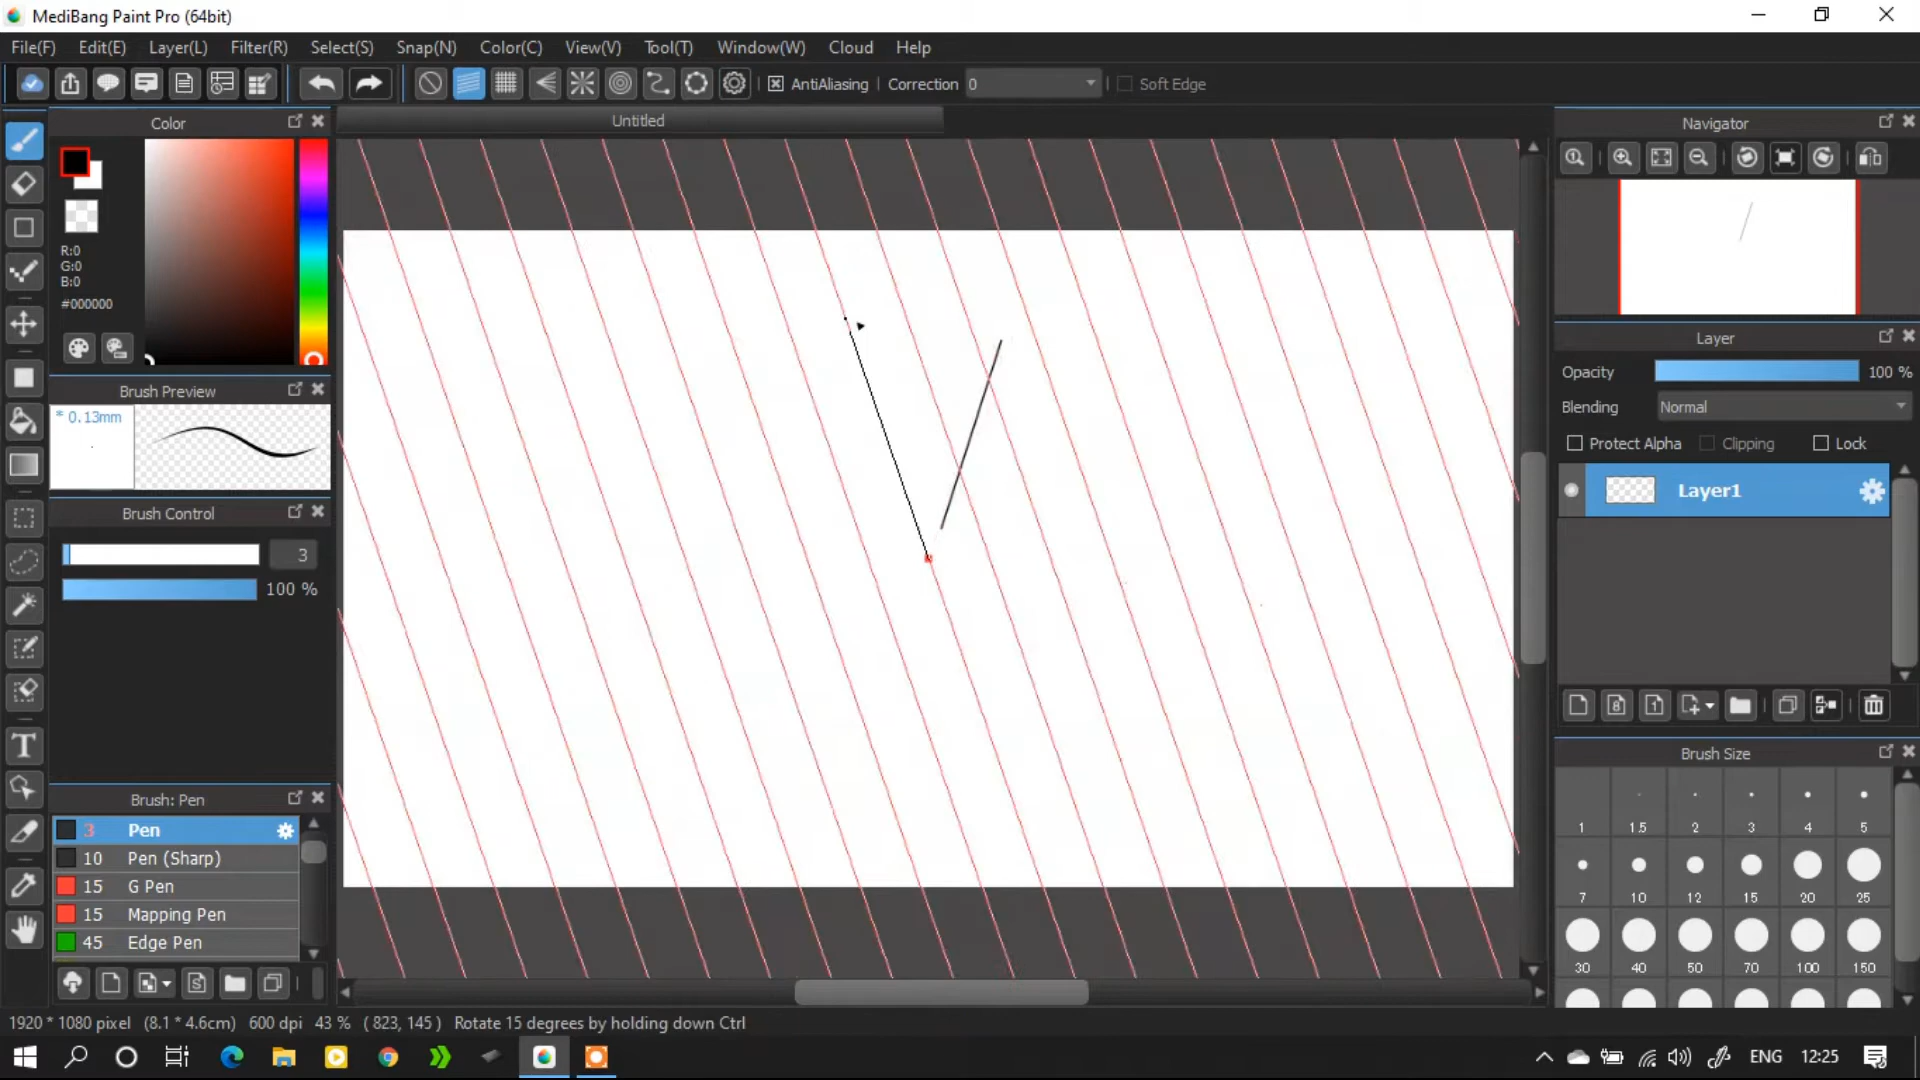 MediBang Paint Pro (64bit)
File(F) Edit(E) Layer(L) Filter(R) Select(S) Snap(N) Color(C) View(V) Tool(T) Window(W) Cloud Help
AntiAliasing Correction 0 Soft Edge
Color
Untitled
Navigator
R:0
G:0
B:0
#000000
Layer
Opacity 100 %
Brush Preview
Blending Normal
* 0.13mm
Protect Alpha Clipping Lock
Layer1
Brush Control
3
100 %
8 1
Brush Size
Brush: Pen
3 Pen
1 1.5 2 3 4 5
10 Pen (Sharp)
15 G Pen
7 10 12 15 20 25
15 Mapping Pen
45 Edge Pen
30 40 50 70 100 150
S
1920 * 1080 pixel (8.1 * 4.6cm) 600 dpi 43 % ( 823, 145 ) Rotate 15 degrees by holding down Ctrl
ENG 12:25